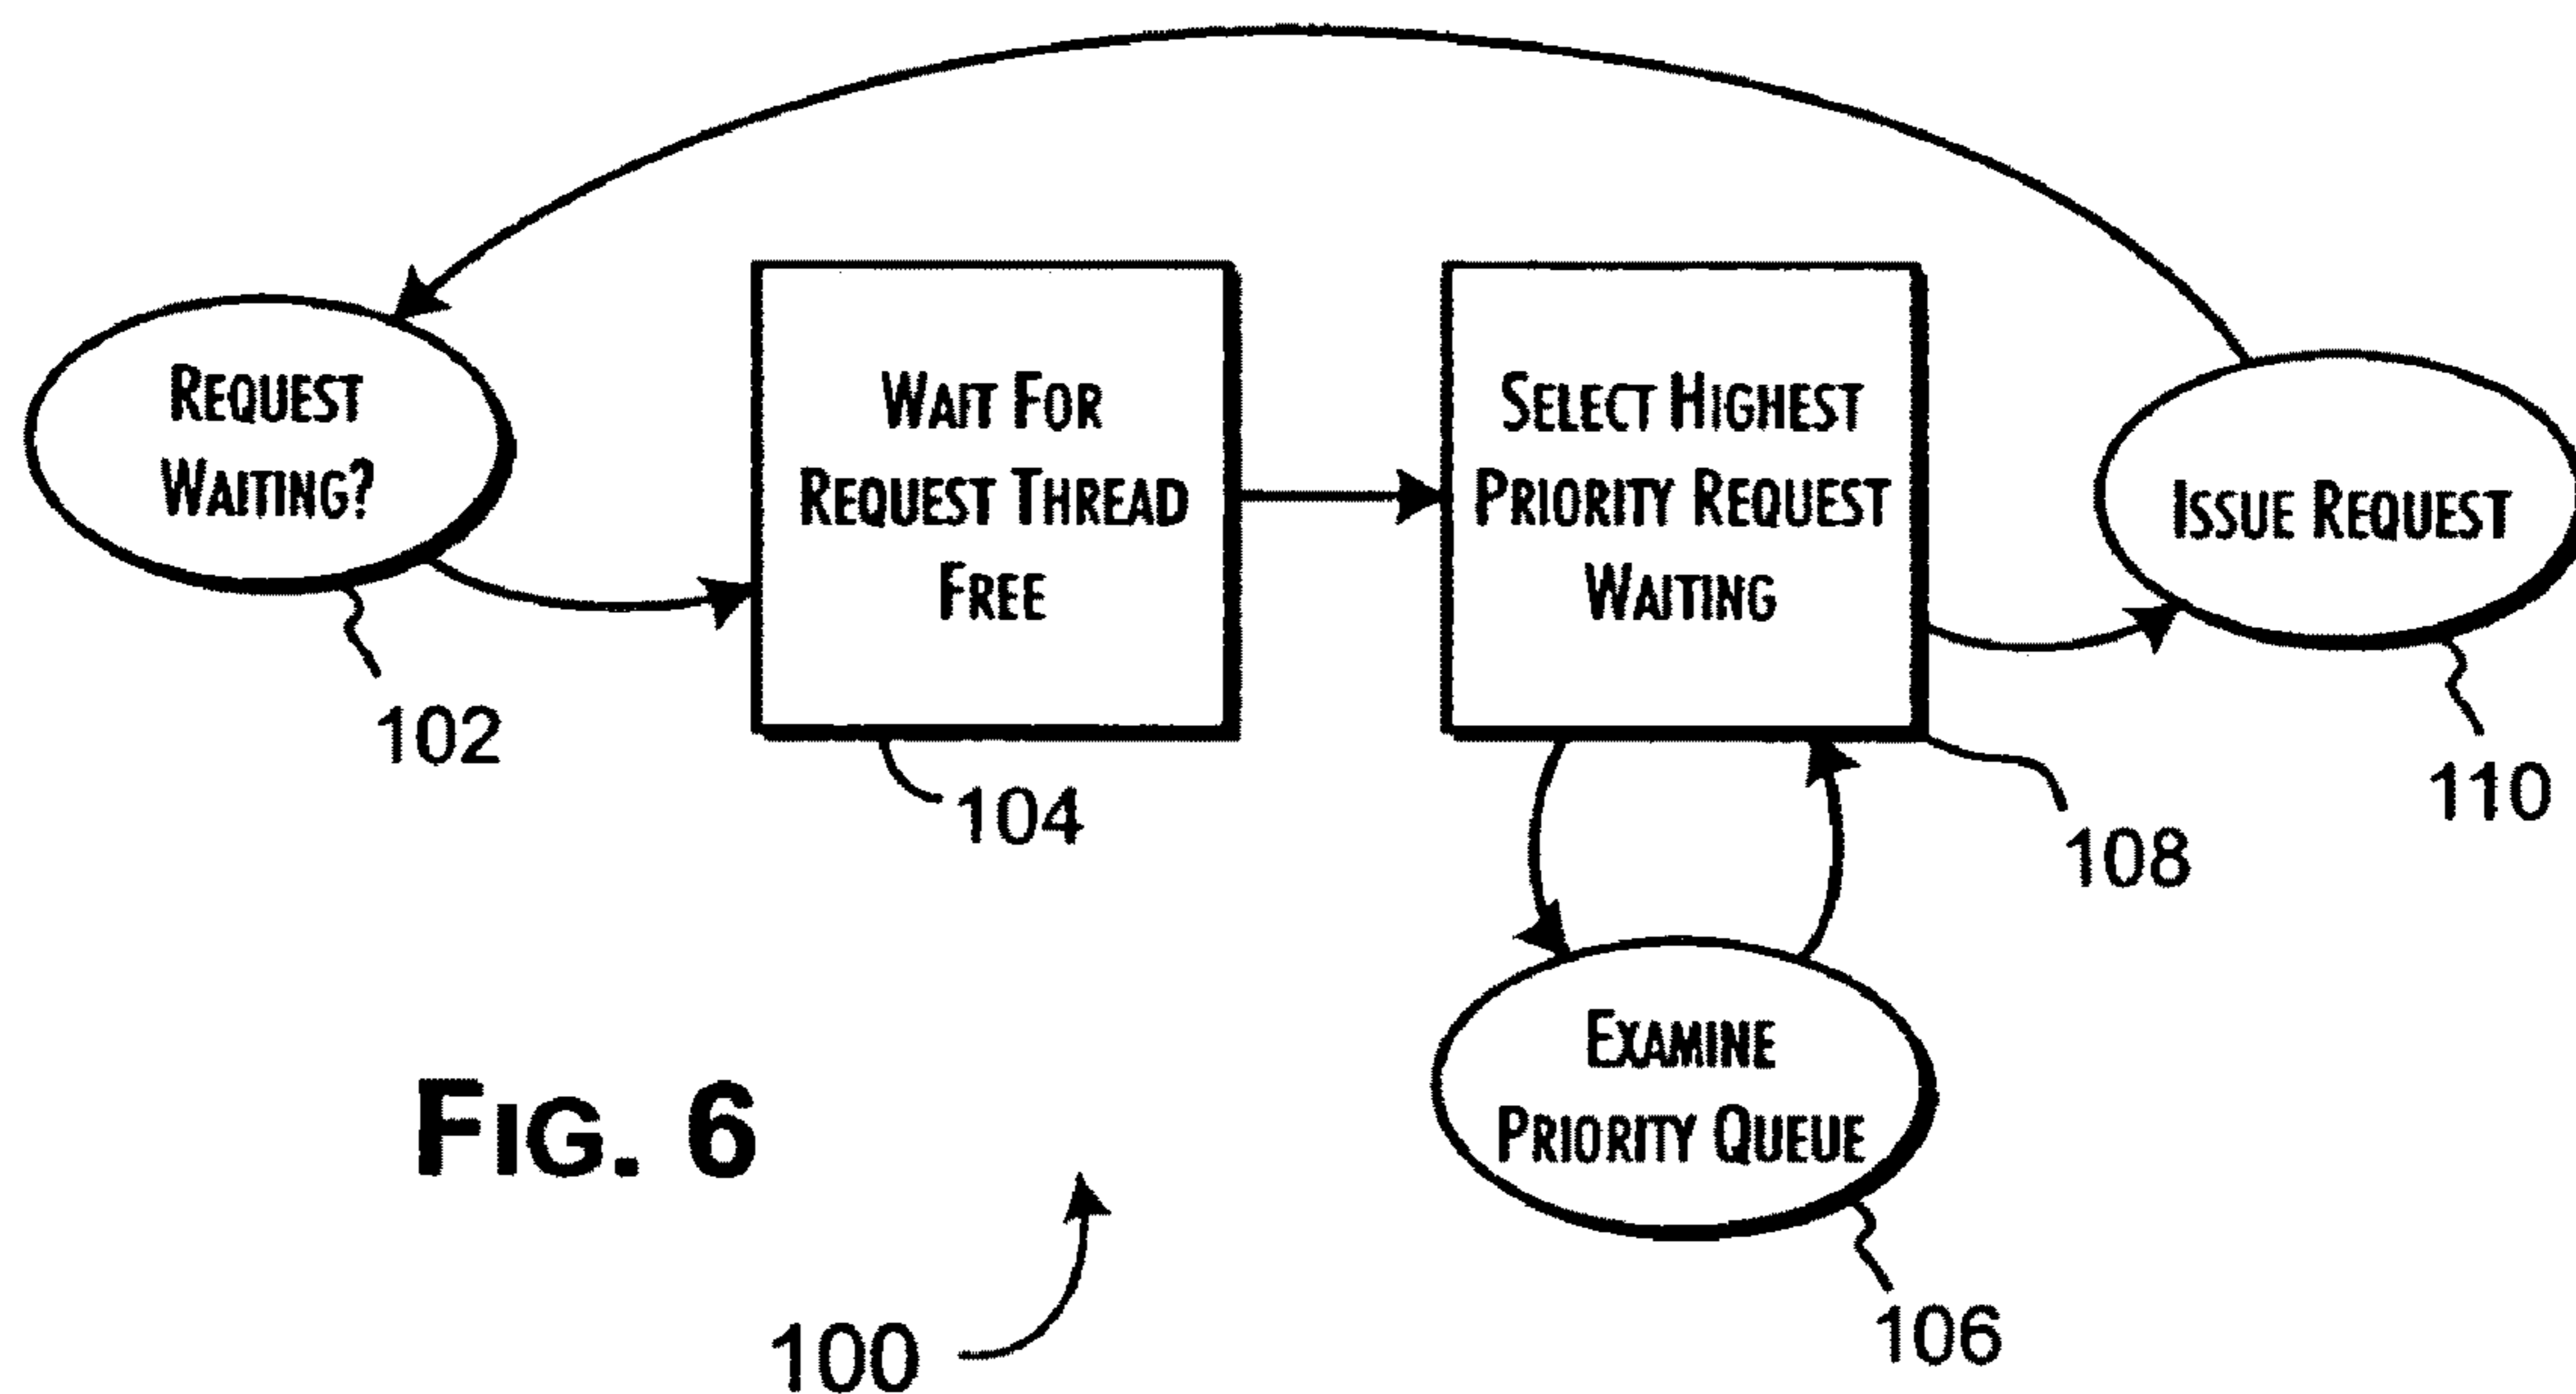 REQUEST
WAITING?
102
WAIT FOR
REQUEST THREAD
FREE
104
SELECT HIGHEST
PRIORITY REQUEST
WAITING
108
ISSUE REQUEST
110
EXAMINE
PRIORITY QUEUE
106
FIG. 6
100